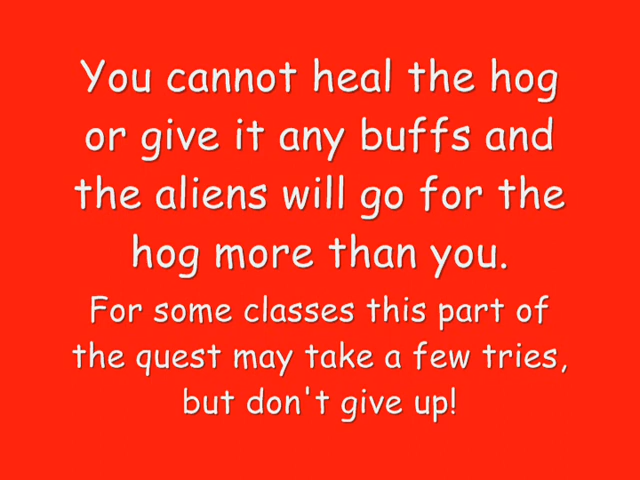 You cannot heal the hog
or give it any buffs and
the aliens will go for the
hog more than you.
For some classes this part of
the quest may take a few tries,
but don't give up!